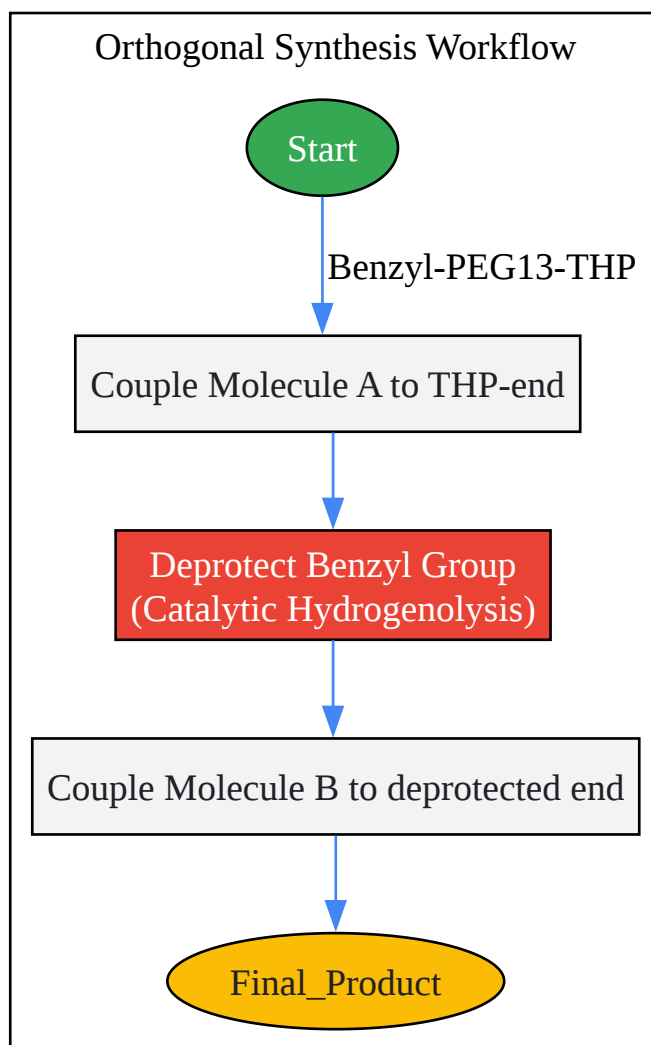 Orthogonal Synthesis Workflow
Start
Benzyl-PEG13-THP
Couple Molecule A to THP-end
Deprotect Benzyl Group
(Catalytic Hydrogenolysis)
Couple Molecule B to deprotected end
Final_Product